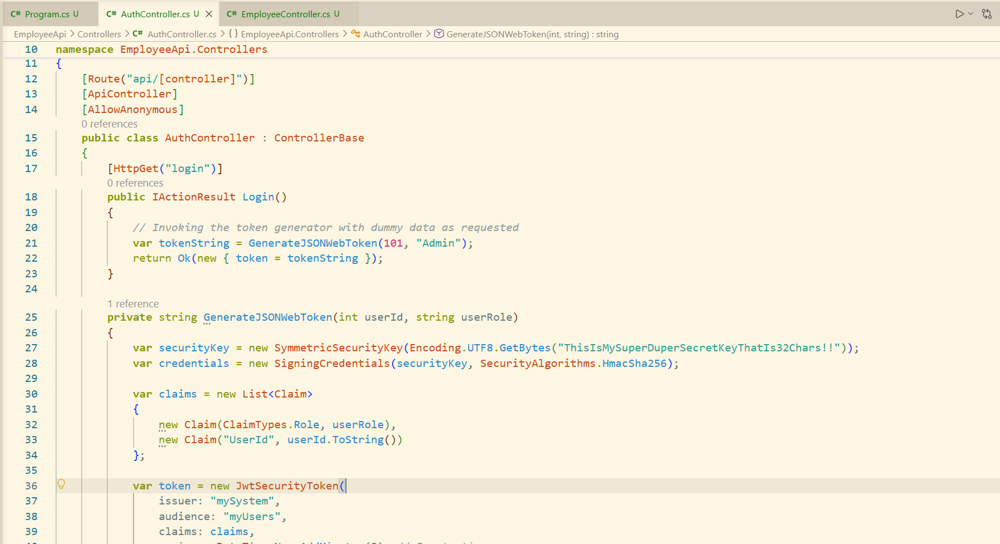 C# Program.cs U C# AuthController.cs U C# EmployeeController.cs U
EmployeeApi > Controllers > C# AuthController.cs > {} EmployeeApi.Controllers > AuthController > GenerateJSONWebToken(int, string) : string
10 namespace EmployeeApi.Controllers
11 {
12 [Route("api/[controller]")]
13 [ApiController]
14 [AllowAnonymous]
0 references
15 public class AuthController : ControllerBase
16 {
17 [HttpGet("login")]
0 references
18 public IActionResult Login()
19 {
20 // Invoking the token generator with dummy data as requested
21 var tokenString = GenerateJSONWebToken(101, "Admin");
22 return Ok(new { token = tokenString });
23 }
24
1 reference
25 private string GenerateJSONWebToken(int userId, string userRole)
26 {
27 var securityKey = new SymmetricSecurityKey(Encoding.UTF8.GetBytes("ThisIsMySuperDuperSecretKeyThatIs32Chars!!"));
28 var credentials = new SigningCredentials(securityKey, SecurityAlgorithms.HmacSha256);
29
30 var claims = new List<Claim>
31 {
32 new Claim(ClaimTypes.Role, userRole),
33 new Claim("UserId", userId.ToString())
34 };
35
36 var token = new JwtSecurityToken(
37 issuer: "mySystem",
38 audience: "myUsers",
39 claims: claims,